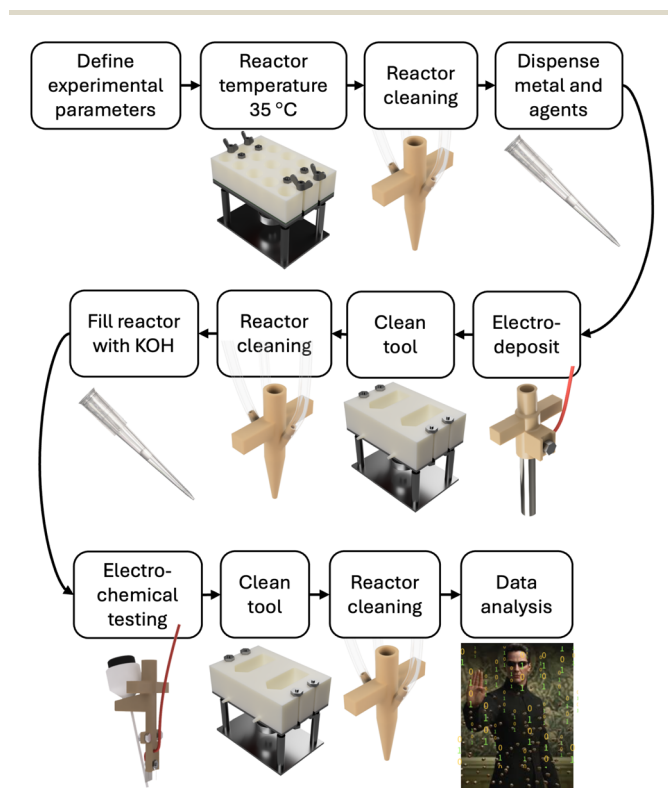 Define
experimental
parameters
Reactor
temperature
35 °C
Reactor
cleaning
Dispense
metal and
agents
Fill reactor
with KOH
Reactor
cleaning
Clean
tool
Electro-
deposit
Electro-
chemical
testing
Clean
tool
Reactor
cleaning
Data
analysis